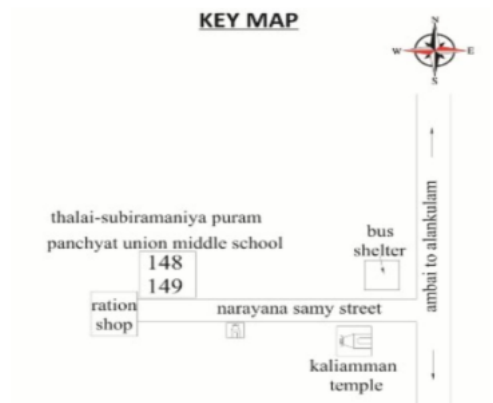 KEY MAP
N
W
E
S
thalai-subiramaniya puram
panchyat union middle school
148
149
bus
shelter
ambai to alankulam
ration
shop
narayana samy street
kaliamman
temple